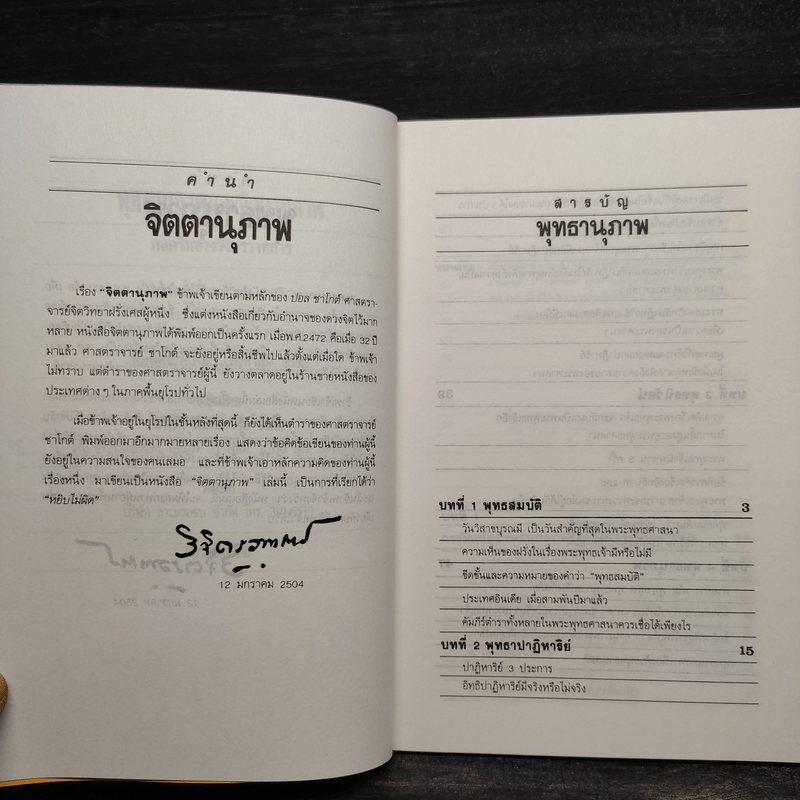 คำนำ
จิตตานุภาพ
เรื่อง "จิตตานุภาพ" ข้าพเจ้าเขียนตามหลักของ ปอล ชาโกต์ ศาสตรา-
จารย์จิตวิทยาฝรั่งเศสผู้หนึ่ง ซึ่งแต่งหนังสือเกี่ยวกับอำนาจของดวงจิตไว้มาก
หลาย หนังสือจิตตานุภาพได้พิมพ์ออกเป็นครั้งแรก เมื่อพ.ศ.2472 คือเมื่อ 32 ปี
มาแล้ว ศาสตราจารย์ ชาโกต์ จะยังอยู่หรือสิ้นชีพไปแล้วตั้งแต่เมื่อใด ข้าพเจ้า
ไม่ทราบ แต่ตำราของศาสตราจารย์ผู้นี้ ยังวางตลาดอยู่ในร้านขายหนังสือของ
ประเทศต่าง ๆ ในภาคพื้นยุโรปทั่วไป
เมื่อข้าพเจ้าอยู่ในยุโรปในชั้นหลังที่สุดนี้ ก็ยังได้เห็นตำราของศาสตราจารย์
ชาโกต์ พิมพ์ออกมาอีกมากมายหลายเรื่อง แสดงว่าข้อคิดข้อเขียนของท่านผู้นี้
ยังอยู่ในความสนใจของคนเสมอ และที่ข้าพเจ้าเอาหลักความคิดของท่านผู้นี้
เรื่องหนึ่ง มาเขียนเป็นหนังสือ "จิตตานุภาพ" เล่มนี้ เป็นการที่เรียกได้ว่า
"หยิบไม่ผิด"
12 มกราคม 2504
สารบัญ
พุทธานุภาพ
บทที่ 1 พุทธสมบัติ 3
วันวิสาขบูรณมี เป็นวันสำคัญที่สุดในพระพุทธศาสนา
ความเห็นของฝรั่งในเรื่องพระพุทธเจ้ามีหรือไม่มี
ขีดขั้นและความหมายของคำว่า "พุทธสมบัติ"
ประเทศอินเดีย เมื่อสามพันปีมาแล้ว
คัมภีร์ตำราทั้งหลายในพระพุทธศาสนาควรเชื่อได้เพียงไร
บทที่ 2 พุทธาปาฏิหาริย์ 15
ปาฏิหาริย์ 3 ประการ
อิทธิปาฏิหาริย์มีจริงหรือไม่จริง